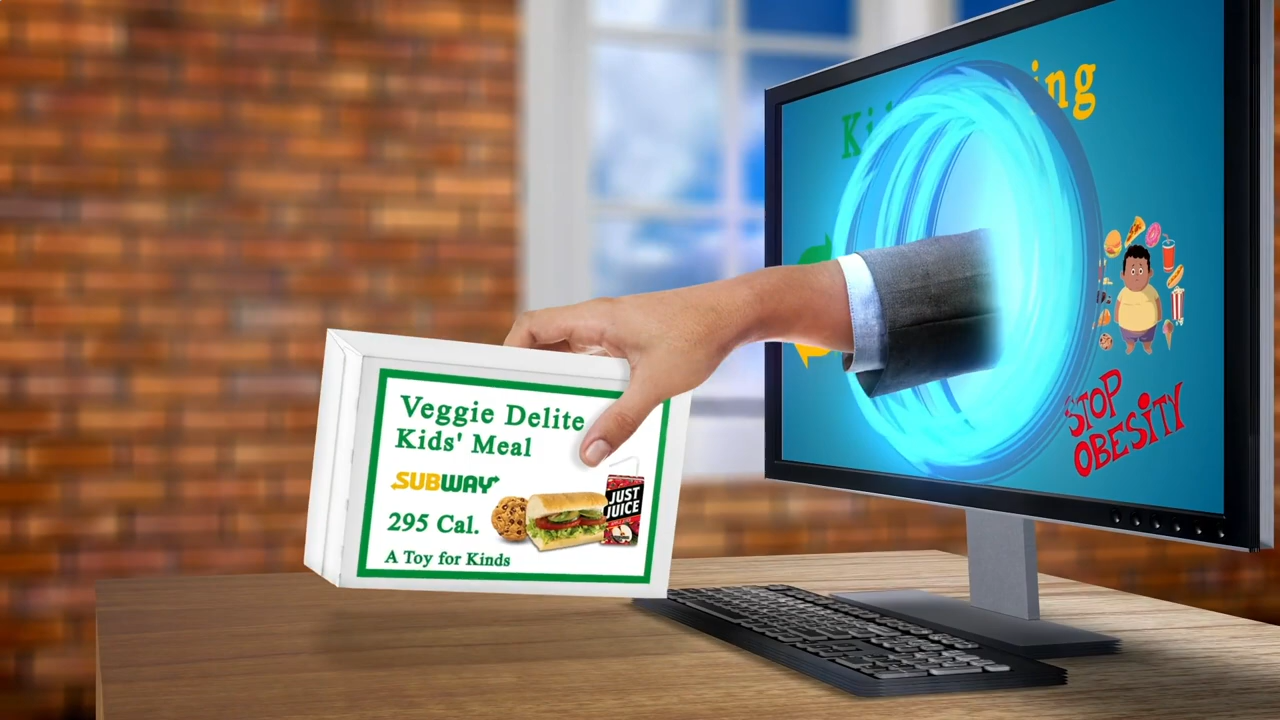 Veggie Delite
Kids' Meal
SUBWAY
295 Cal.
A Toy for Kinds
JUST
JUICE
STOP
OBESITY